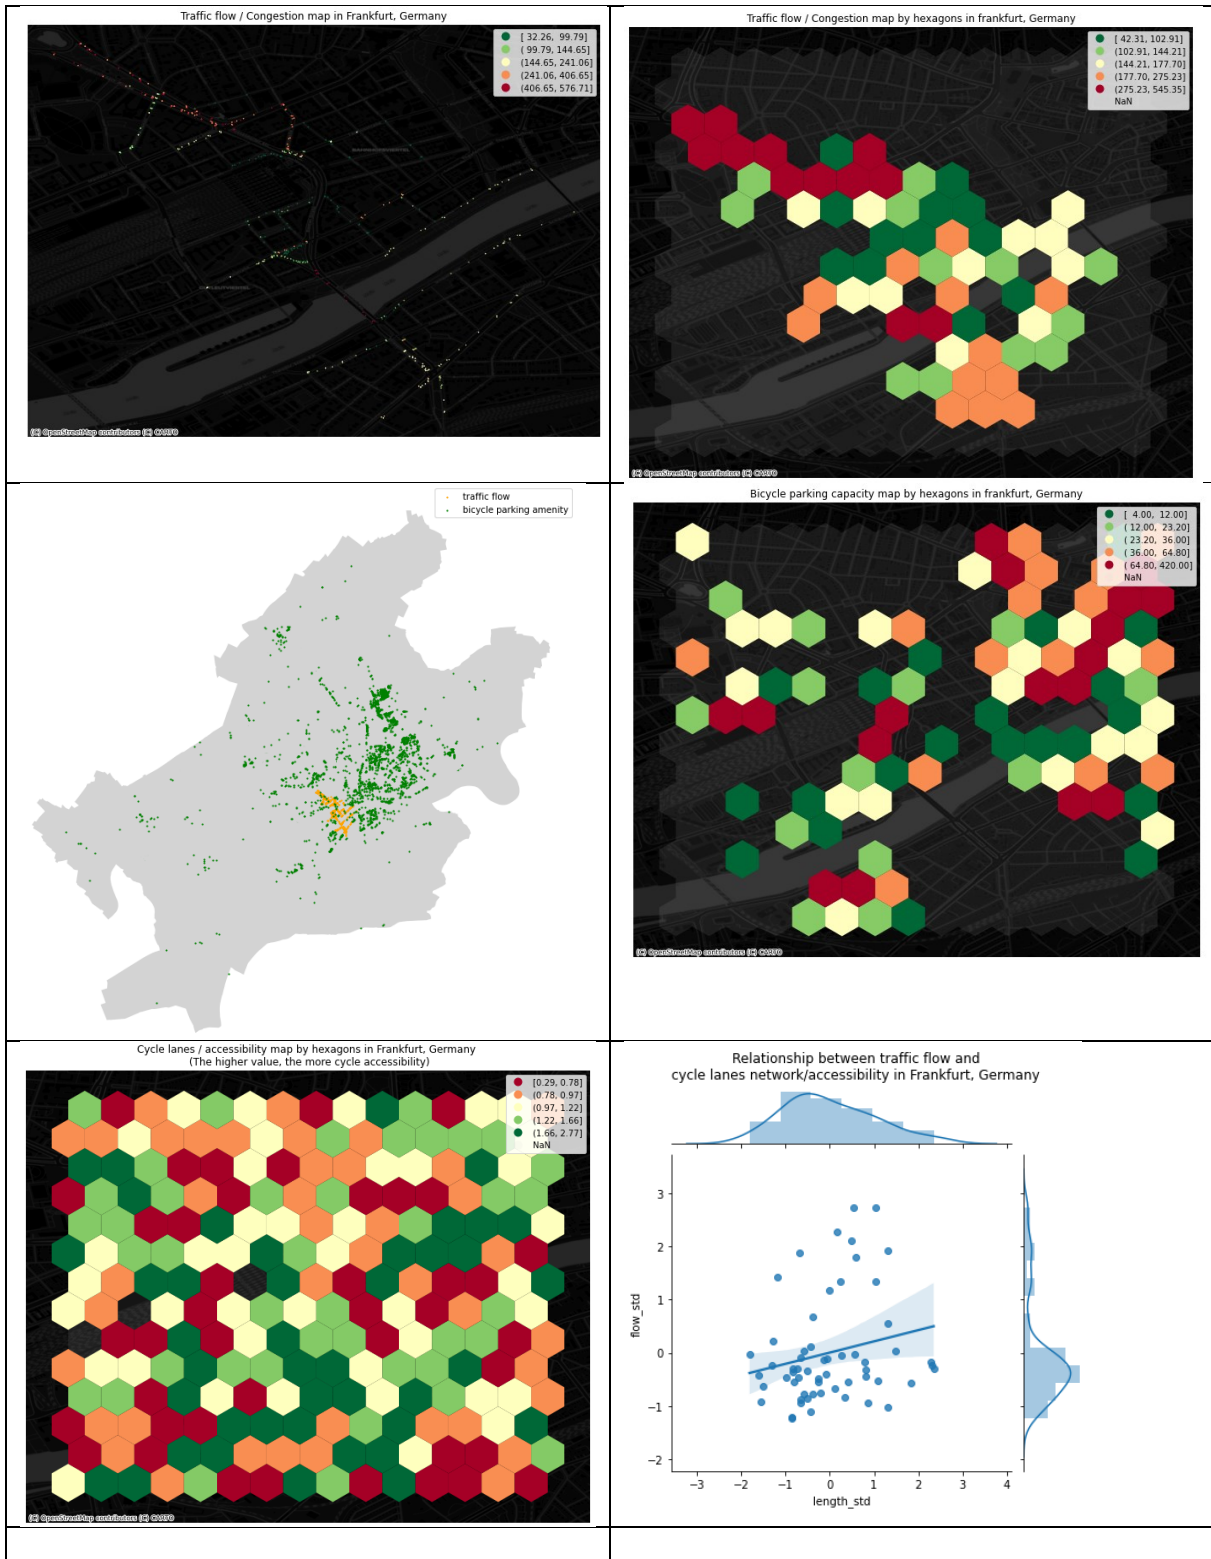 Traffic flow / Congestion map in Frankfurt, Germany
[ 32.26, 99.79]
( 99.79, 144.65]
(144.65, 241.06]
(241.06, 406.65]
(406.65, 576.71]
(C) OpenStreetMap contributors (C) CARTO
Traffic flow / Congestion map by hexagons in frankfurt, Germany
[ 42.31, 102.91]
(102.91, 144.21]
(144.21, 177.70]
(177.70, 275.23]
(275.23, 545.35]
NaN
(C) OpenStreetMap contributors (C) CARTO
traffic flow
bicycle parking amenity
Bicycle parking capacity map by hexagons in frankfurt, Germany
[ 4.00, 12.00]
( 12.00, 23.20]
( 23.20, 36.00]
( 36.00, 64.80]
( 64.80, 420.00]
NaN
(C) OpenStreetMap contributors (C) CARTO
Cycle lanes / accessibility map by hexagons in Frankfurt, Germany
(The higher value, the more cycle accessibility)
[0.29, 0.78]
(0.78, 0.97]
(0.97, 1.22]
(1.22, 1.66]
(1.66, 2.77]
NaN
(C) OpenStreetMap contributors (C) CARTO
Relationship between traffic flow and
cycle lanes network/accessibility in Frankfurt, Germany
3
2
1
0
−1
−2
flow_std
−3 −2 −1 0 1 2 3 4
length_std